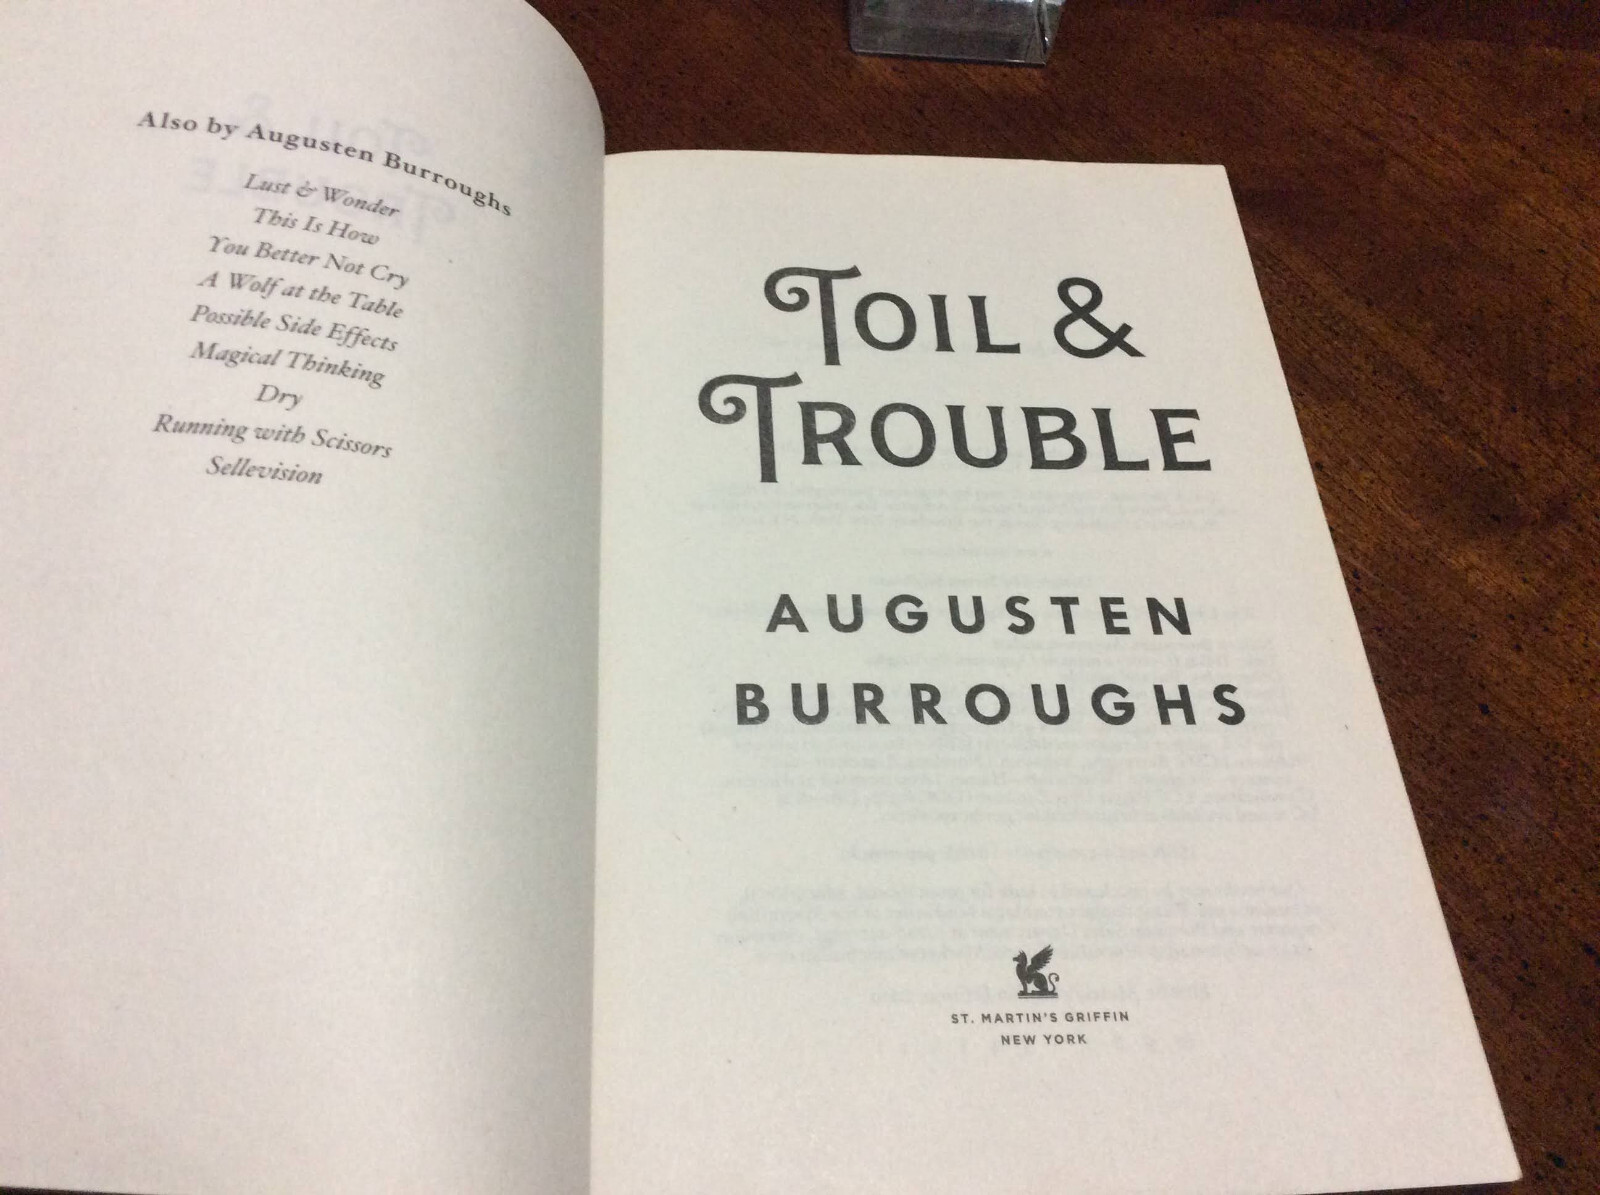 Also by Augusten Burroughs
Lust & Wonder
This Is How
You Better Not Cry
A Wolf at the Table
Possible Side Effects
Magical Thinking
Dry
Running with Scissors
Sellevision
TOIL &
TROUBLE
AUGUSTEN
BURROUGHS
ST. MARTIN'S GRIFFIN
NEW YORK